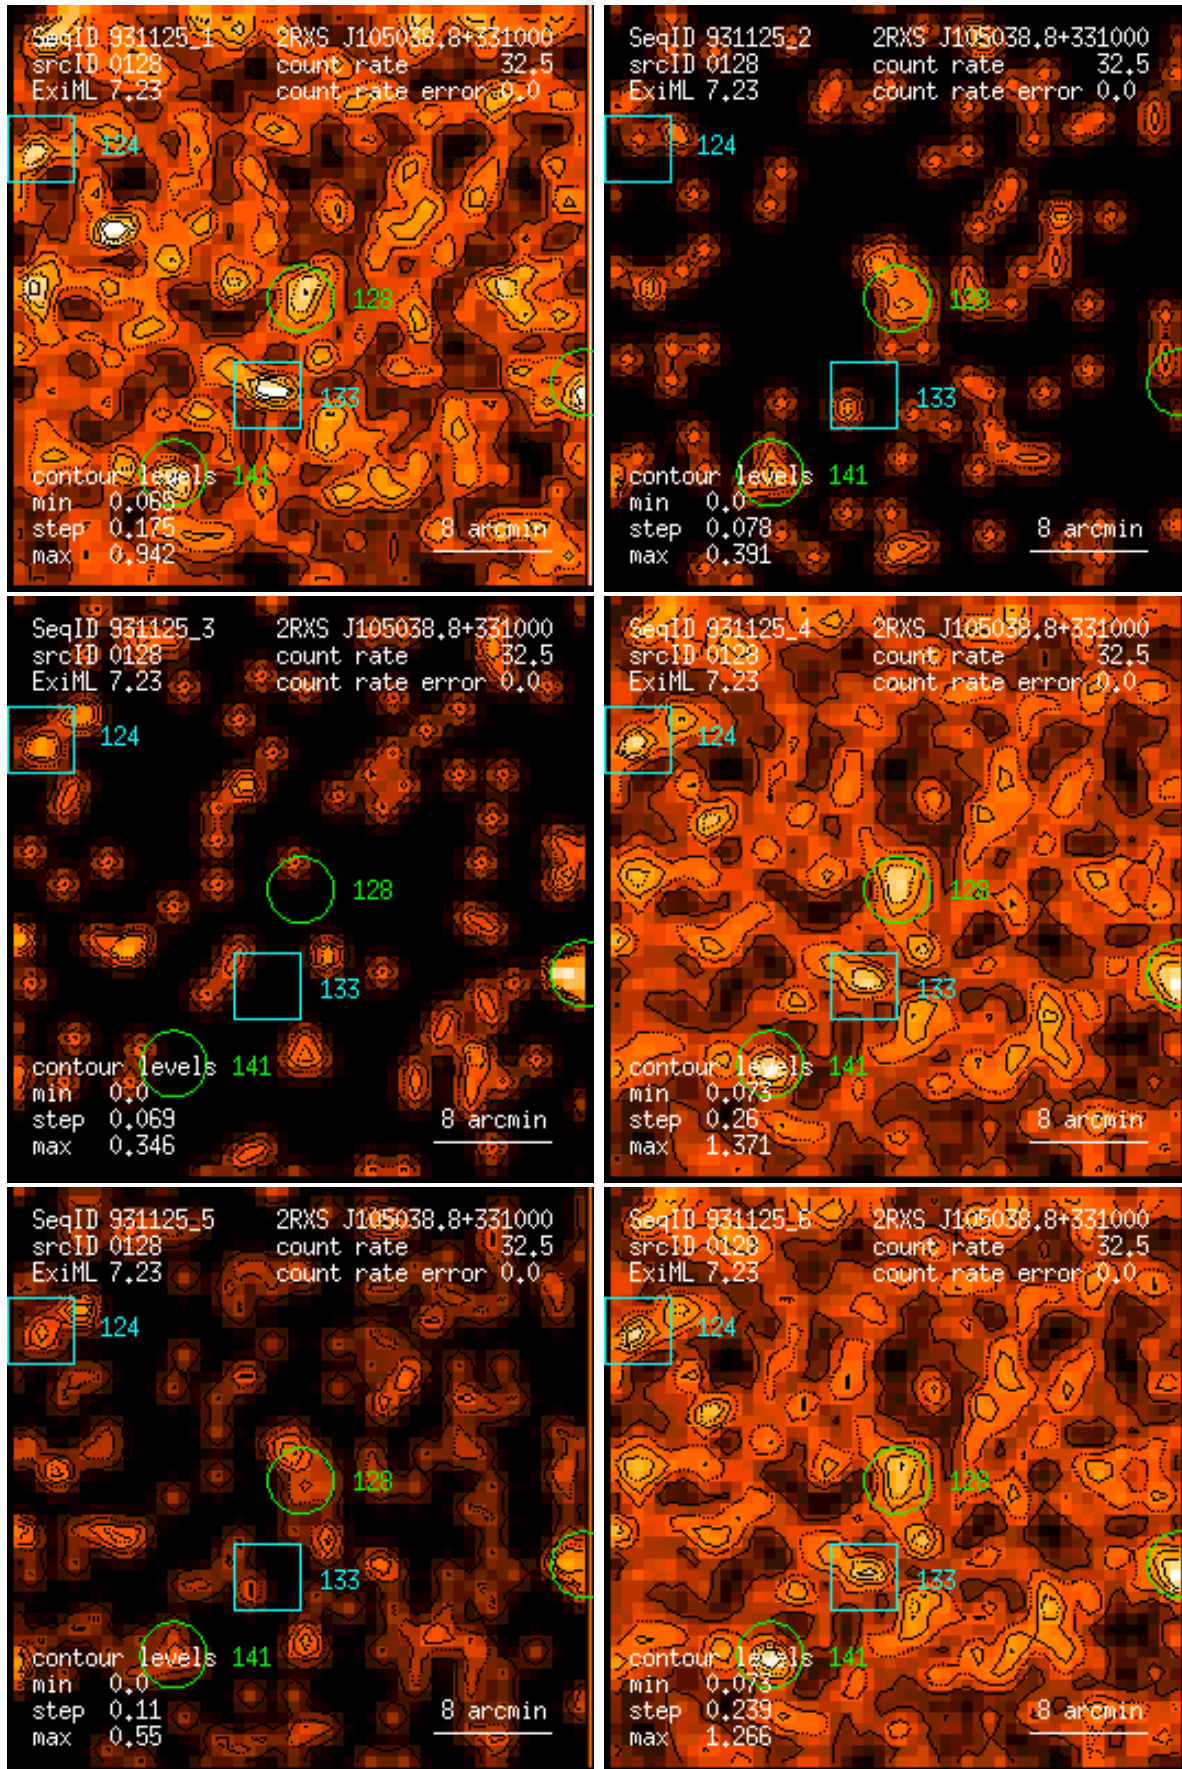 SeqID 931125_1 2RXS J105038.8+331000
srcID 0128 count rate 32.5
ExiML 7.23 count rate error 0.0
124
128
133
contour levels 141
min 0.065
step 0.175 8 arcmin
max 0.942
SeqID 931125_2 2RXS J105038.8+331000
srcID 0128 count rate 32.5
ExiML 7.23 count rate error 0.0
124
128
133
contour levels 141
min 0.0
step 0.078 8 arcmin
max 0.391
SeqID 931125_3 2RXS J105038.8+331000
srcID 0128 count rate 32.5
ExiML 7.23 count rate error 0.0
124
128
133
contour levels 141
min 0.0
step 0.069 8 arcmin
max 0.346
SeqID 931125_4 2RXS J105038.8+331000
srcID 0128 count rate 32.5
ExiML 7.23 count rate error 0.0
124
128
133
contour levels 141
min 0.073
step 0.26 8 arcmin
max 1.371
SeqID 931125_5 2RXS J105038.8+331000
srcID 0128 count rate 32.5
ExiML 7.23 count rate error 0.0
124
128
133
contour levels 141
min 0.0
step 0.11 8 arcmin
max 0.55
SeqID 931125_6 2RXS J105038.8+331000
srcID 0128 count rate 32.5
ExiML 7.23 count rate error 0.0
124
128
133
contour levels 141
min 0.073
step 0.239 8 arcmin
max 1.266